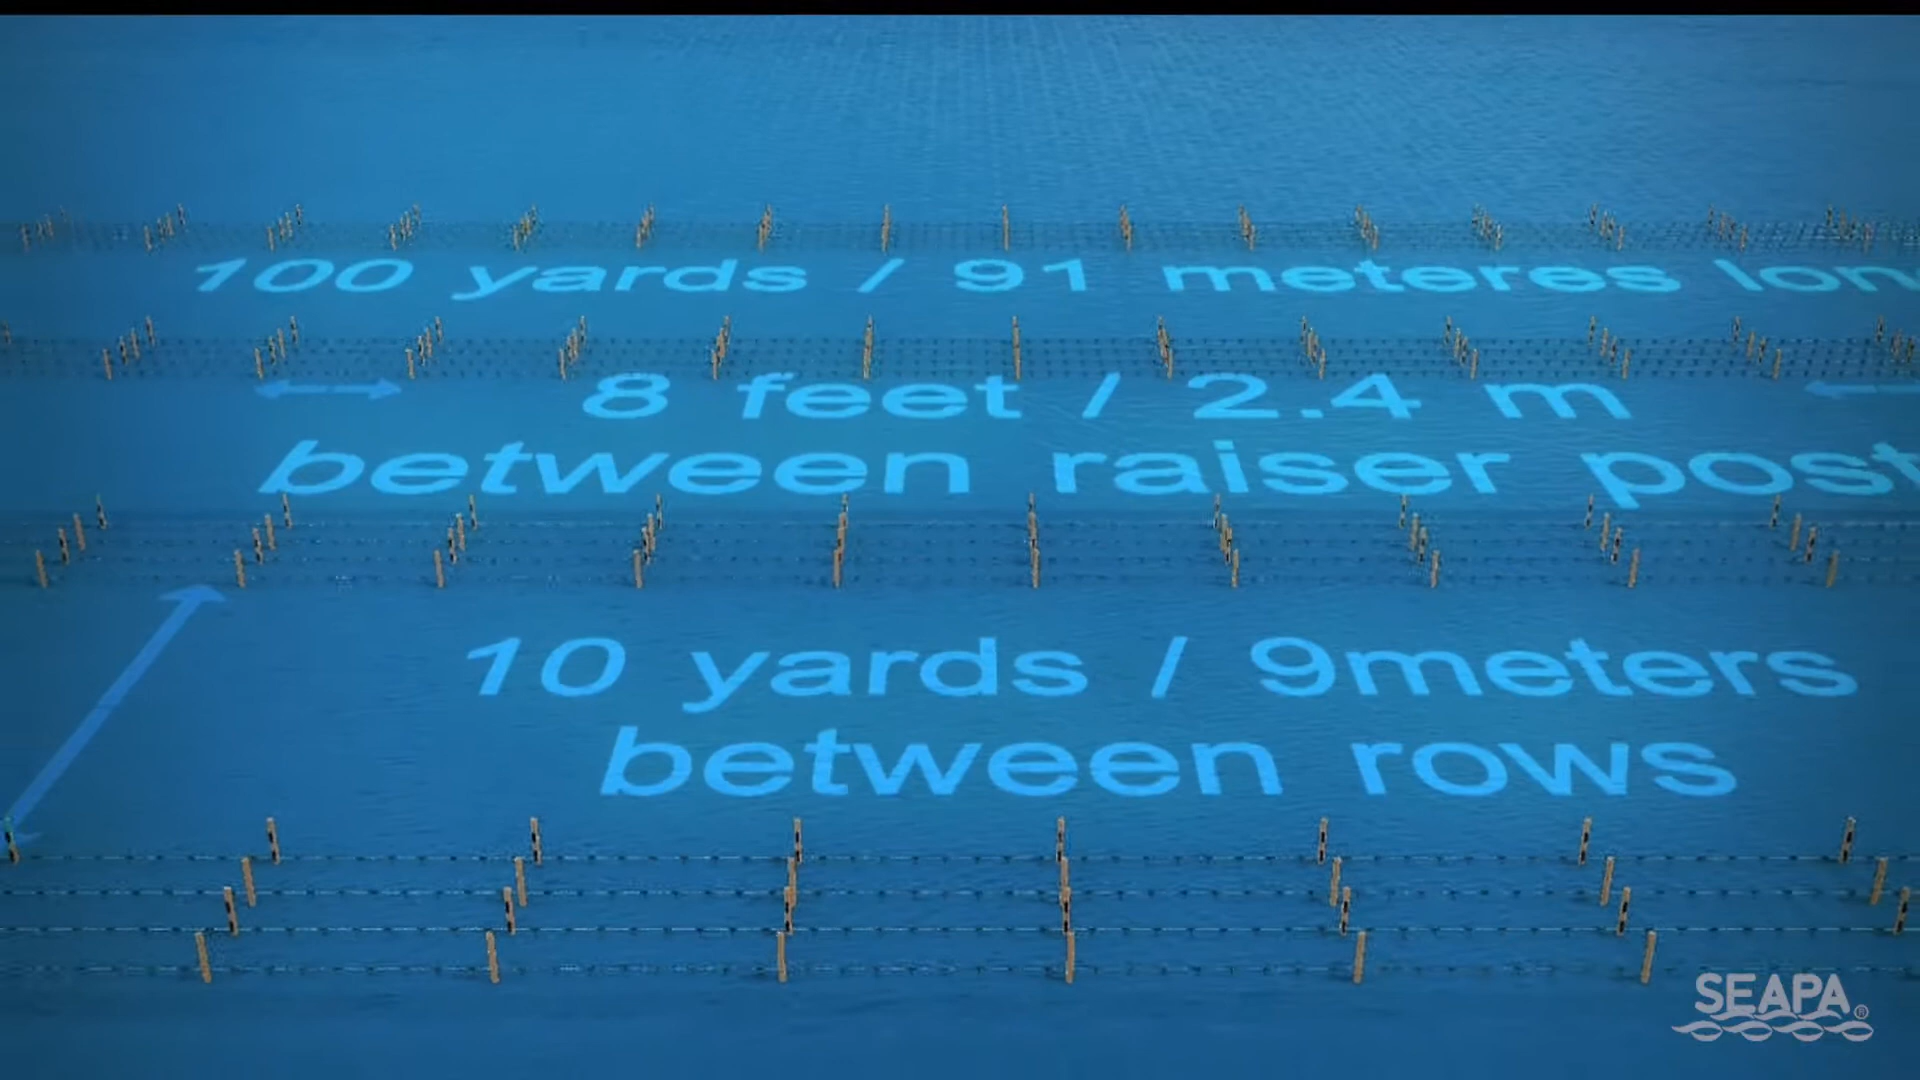 100 yards / 91 meteres lon
8 feet / 2.4 m
between raiser post
10 yards / 9meters
between rows
SEAPA®